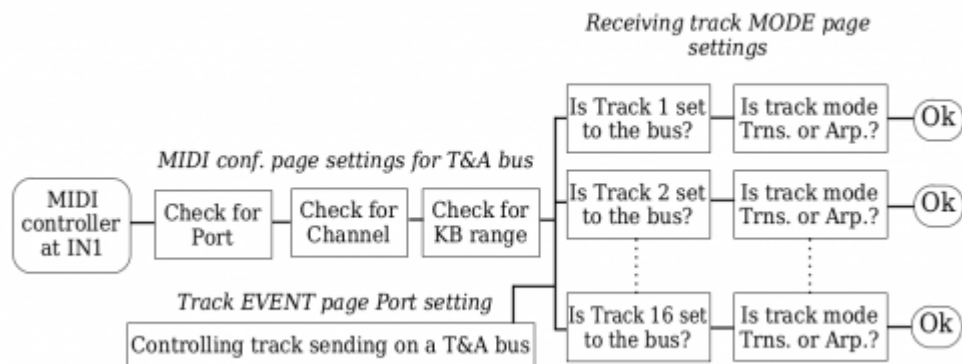 Receiving track MODE page
settings
MIDI conf. page settings for T&A bus
MIDI
controller
at IN1
Check for
Port
Check for
Channel
Check for
KB range
Is Track 1 set
to the bus?
Is track mode
Trns. or Arp.?
Ok
Is Track 2 set
to the bus?
Is track mode
Trns. or Arp.?
Ok
Track EVENT page Port setting
Controlling track sending on a T&A bus
Is Track 16 set
to the bus?
Is track mode
Trns. or Arp.?
Ok